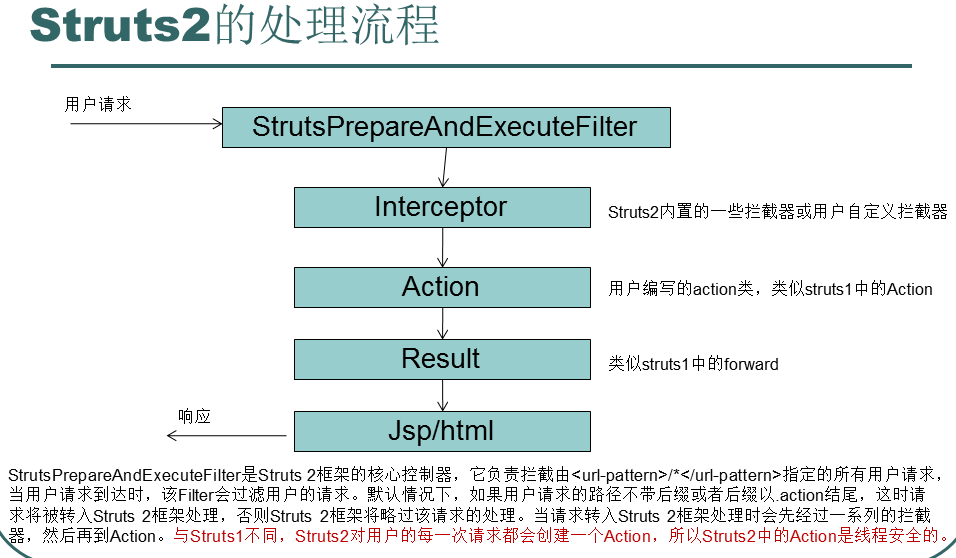 Struts2的处理流程
用户请求
StrutsPrepareAndExecuteFilter
Interceptor
Struts2内置的一些拦截器或用户自定义拦截器
Action
用户编写的action类，类似struts1中的Action
Result
类似struts1中的forward
响应
Jsp/html
StrutsPrepareAndExecuteFilter是Struts 2框架的核心控制器，它负责拦截由<url-pattern>/*</url-pattern>指定的所有用户请求，
当用户请求到达时，该Filter会过滤用户的请求。默认情况下，如果用户请求的路径不带后缀或者后缀以.action结尾，这时请
求将被转入Struts 2框架处理，否则Struts 2框架将略过该请求的处理。当请求转入Struts 2框架处理时会先经过一系列的拦截
器，然后再到Action。与Struts1不同，Struts2对用户的每一次请求都会创建一个Action，所以Struts2中的Action是线程安全的。